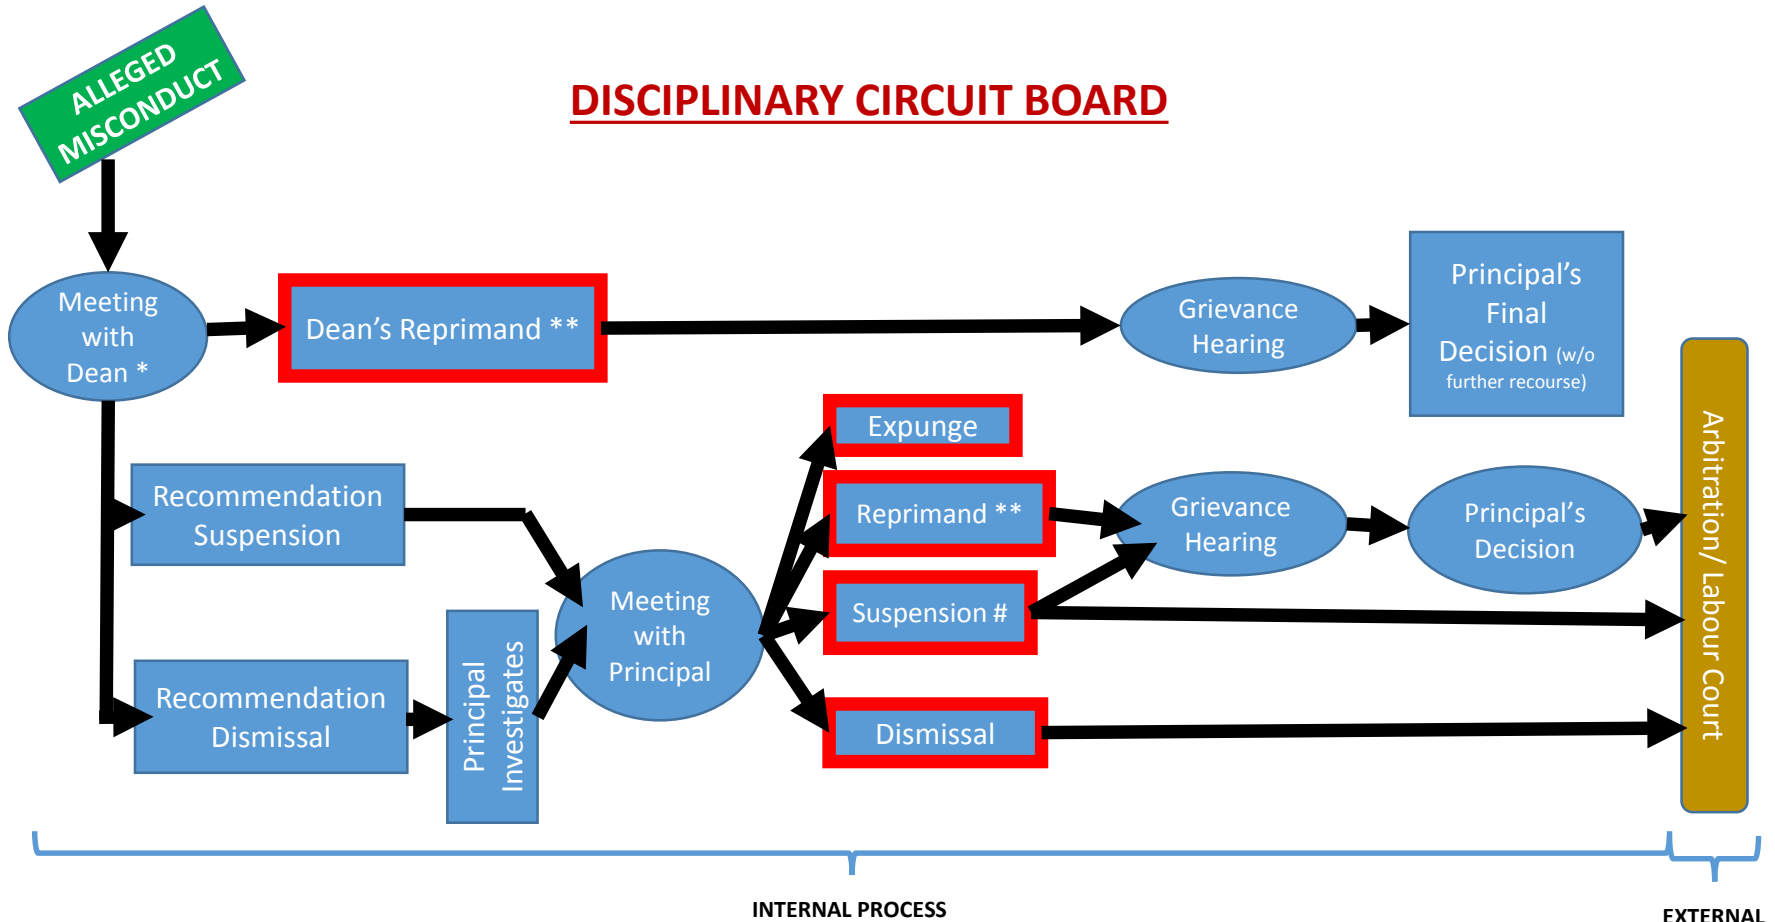 ALLEGED
MISCONDUCT
DISCIPLINARY CIRCUIT BOARD
Meeting
with
Dean *
Dean’s Reprimand **
Grievance
Hearing
Principal’s
Final
Decision (w/o
further recourse)
Recommendation
Suspension
Recommendation
Dismissal
Principal
Investigates
Meeting
with
Principal
Expunge
Reprimand **
Suspension #
Dismissal
Grievance
Hearing
Principal’s
Decision
Arbitration/ Labour Court
INTERNAL PROCESS
EXTERNAL